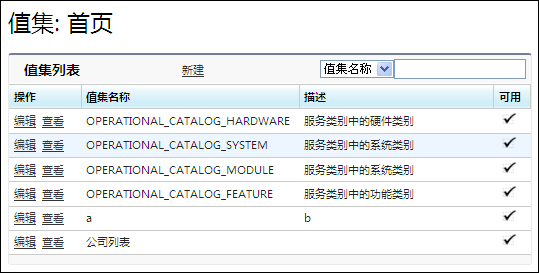 值集: 首页
值集列表 新建 值集名称
操作 值集名称 描述 可用
编辑 查看 OPERATIONAL_CATALOG_HARDWARE 服务类别中的硬件类别
编辑 查看 OPERATIONAL_CATALOG_SYSTEM 服务类别中的系统类别
编辑 查看 OPERATIONAL_CATALOG_MODULE 服务类别中的系统类别
编辑 查看 OPERATIONAL_CATALOG_FEATURE 服务类别中的功能类别
编辑 查看 a b
编辑 查看 公司列表